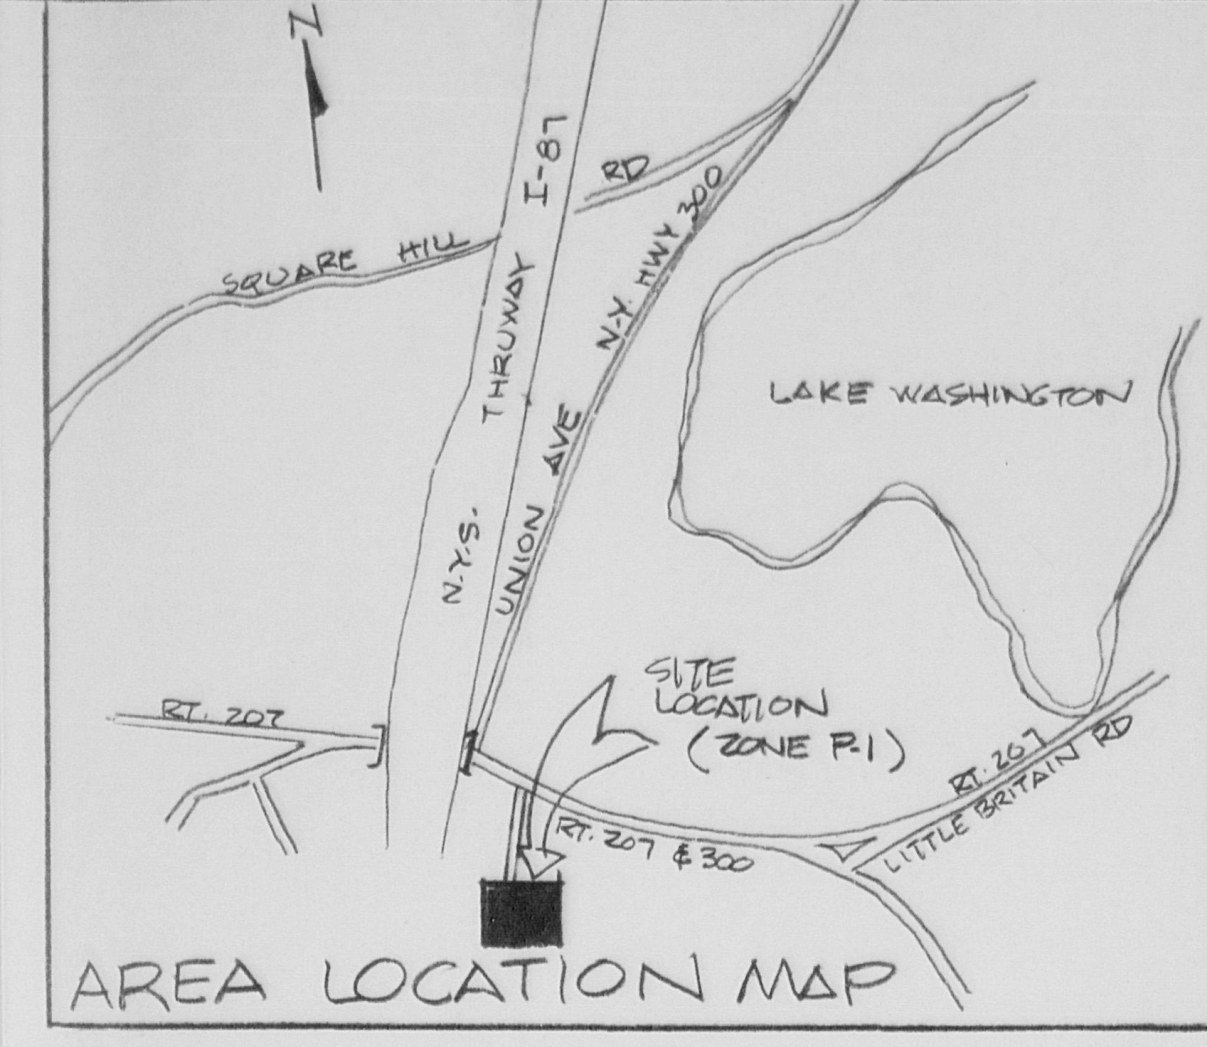 N
I-87
RD
N.Y. HWY 300
SQUARE HILL
THRUWAY
LAKE WASHINGTON
UNION AVE
N.Y.S.
SITE
LOCATION
(ZONE P-1)
RT. 207
RT. 207
LITTLE BRITAIN RD
RT. 207 & 300
AREA LOCATION MAP